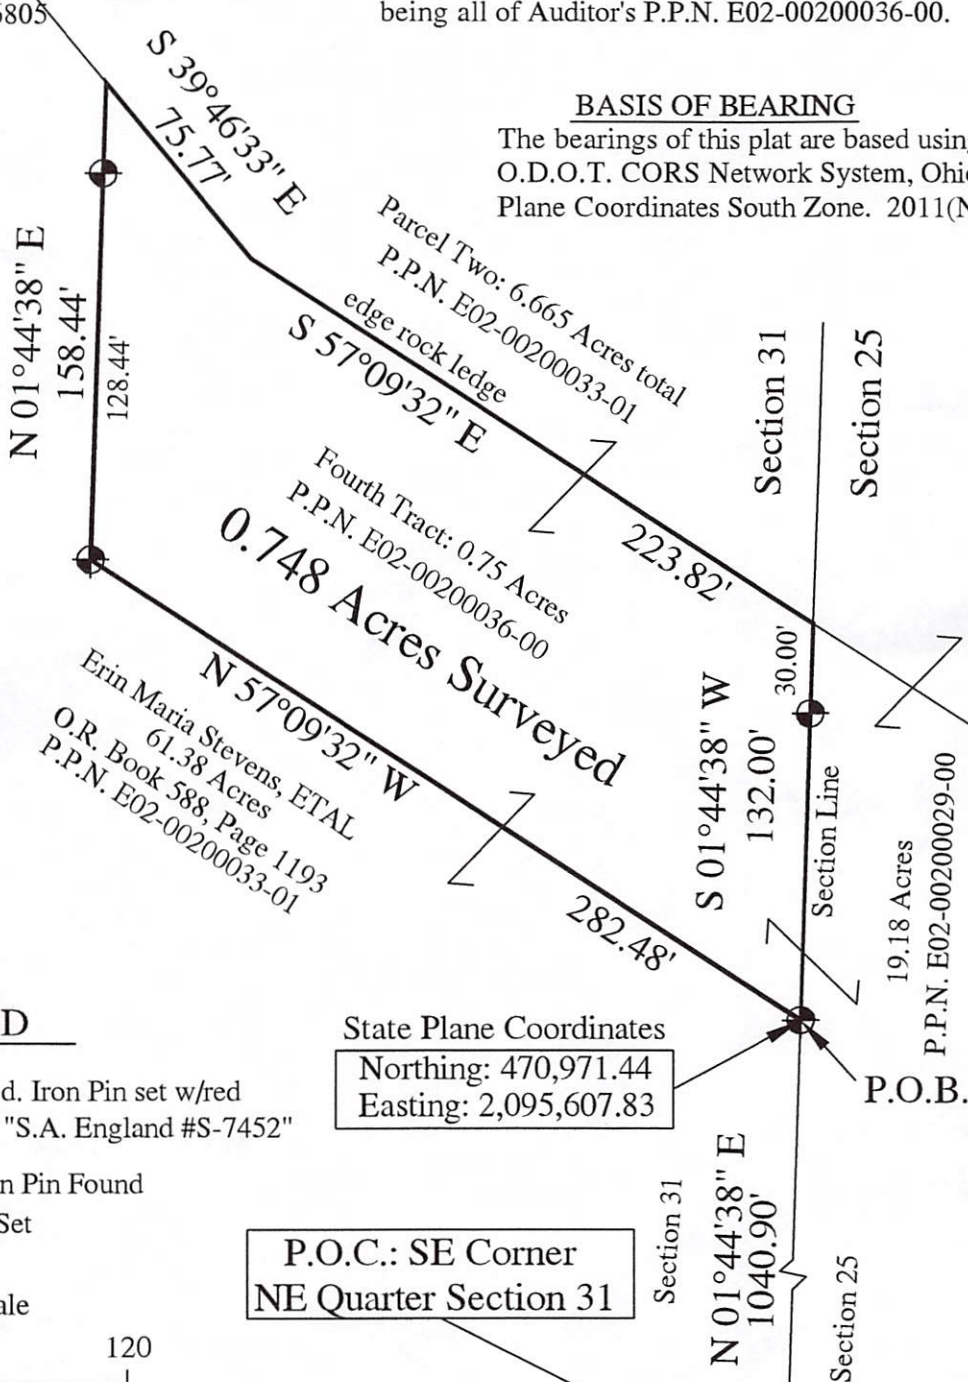 being all of Auditor's P.P.N. E02-00200036-00.
S 39°46'33" E
75.77'
BASIS OF BEARING
The bearings of this plat are based
O.D.O.T. CORS Network System,
Plane Coordinates South Zone.
Parcel Two: 6.665 Acres total
P.P.N. E02-00200033-01
edge rock ledge
S 57°09'32" E
223.82'
N 01°44'38" E
158.44'
128.44'
Section 31
Section 25
Fourth Tract: 0.75 Acres
P.P.N. E02-00200036-00
0.748 Acres Surveyed
30.00'
S 01°44'38" W
132.00'
Section Line
19.18 Acres
P.P.N. E02-00200029-00
N 57°09'32" W
282.48'
Erin Maria Stevens, ETAL
61.38 Acres
O.R. Book 588, Page 1193
P.P.N. E02-00200033-01
State Plane Coordinates
Northing: 470,971.44
Easting: 2,095,607.83
P.O.B.
D
d. Iron Pin set w/red
"S.A. England #S-7452"
n Pin Found
Set
ale
120
P.O.C.: SE Corner
NE Quarter Section 31
Section 31
N 01°44'38" E
1040.90'
Section 25